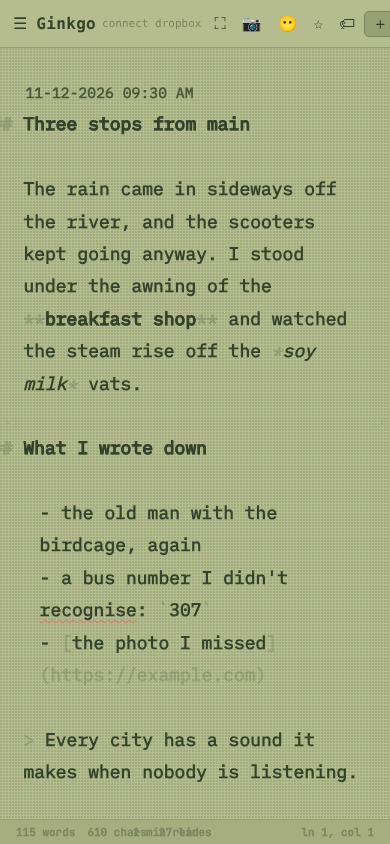 Ginkgo connect dropbox
11-12-2026 09:30 AM
# Three stops from main
The rain came in sideways off
the river, and the scooters
kept going anyway. I stood
under the awning of the
**breakfast shop** and watched
the steam rise off the *soy
milk* vats.
# What I wrote down
- the old man with the
birdcage, again
- a bus number I didn't
recognise: `307`
- [the photo I missed]
(https://example.com)
> Every city has a sound it
makes when nobody is listening.
115 words 610 chars ln 1, col 1